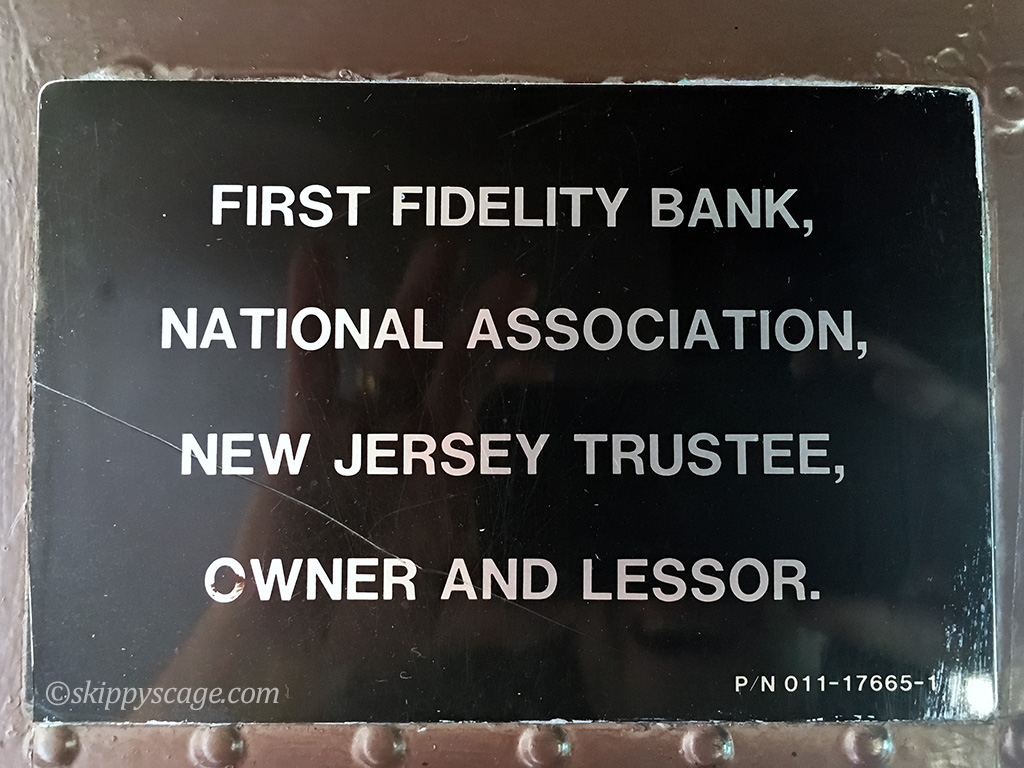 FIRST FIDELITY BANK,
NATIONAL ASSOCIATION,
NEW JERSEY TRUSTEE,
OWNER AND LESSOR.
P/N 011-17665-1
©skippyscage.com